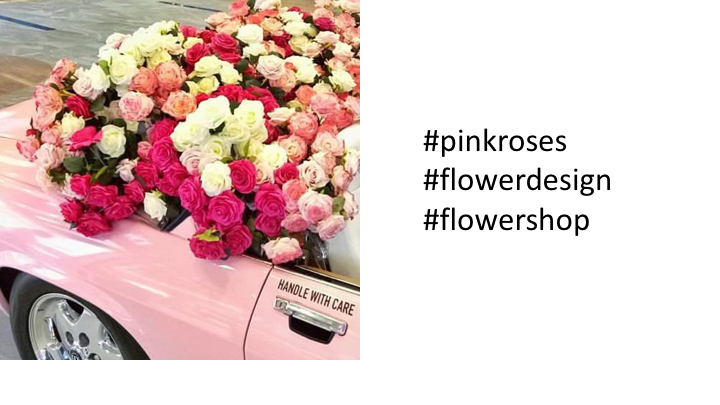 HANDLE WITH CARE
#pinkroses
#flowerdesign
#flowershop